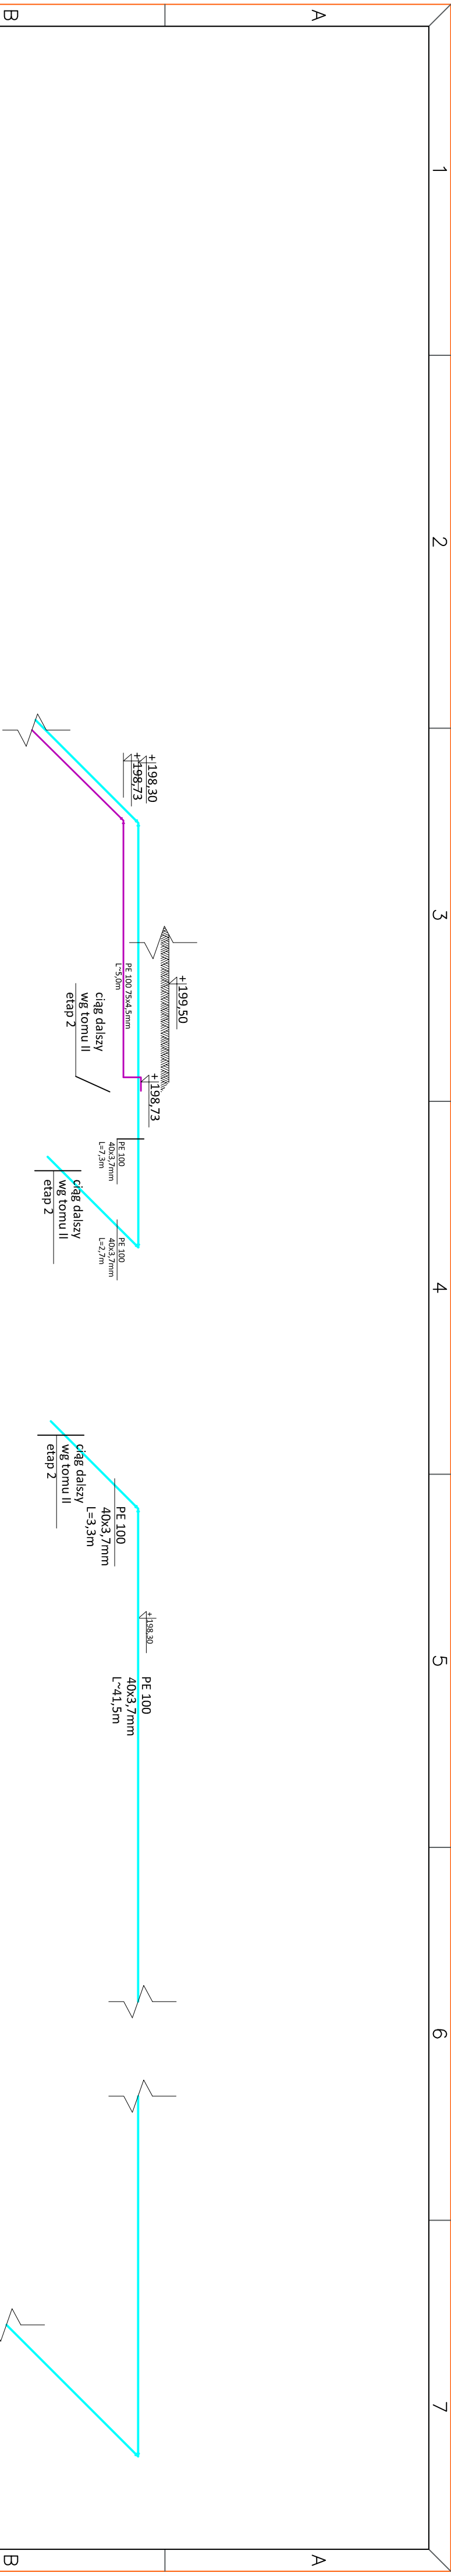 1
2
3
4
5
6
7
A
B
A
B
+198,30
+198,73
+199,50
PE 100 75x4,5mm
L~5,0m
+198,73
ciąg dalszy
wg tomu II
etap 2
PE 100
40x3,7mm
L=7,3m
ciąg dalszy
wg tomu II
etap 2
PE 100
40x3,7mm
L=2,7m
ciąg dalszy
wg tomu II
etap 2
PE 100
40x3,7mm
L=3,3m
+198,30
PE 100
40x3,7mm
L~41,5m